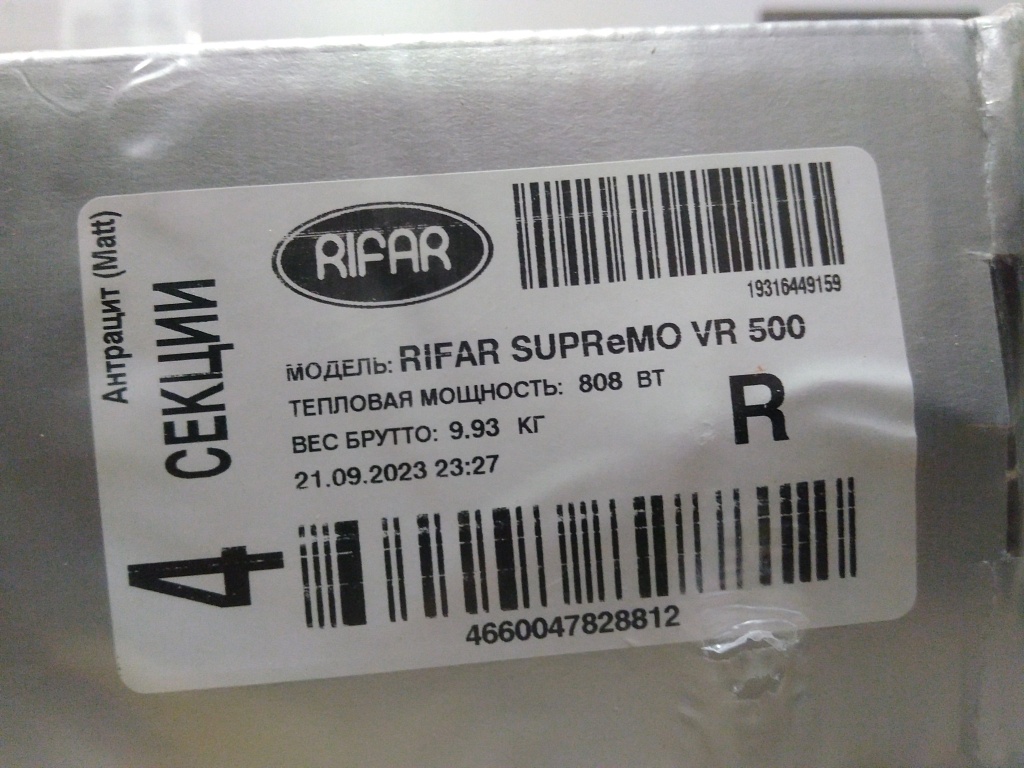 Антрацит (Matt)
4 СЕКЦИИ
RIFAR
19316449159
МОДЕЛЬ: RIFAR SUPReMO VR 500
ТЕПЛОВАЯ МОЩНОСТЬ: 808 ВТ
R
ВЕС БРУТТО: 9.93 КГ
21.09.2023 23:27
4660047828812